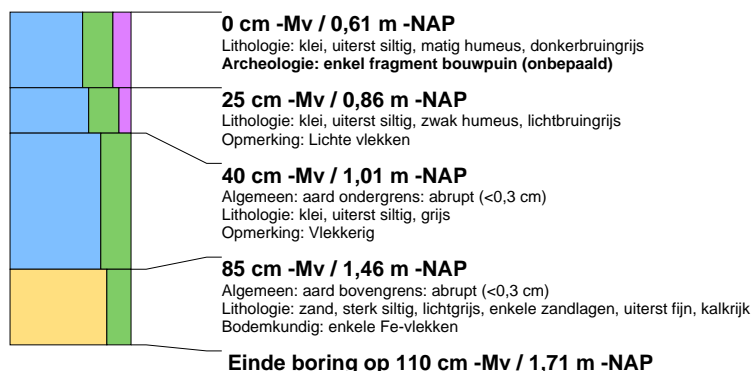 0 cm -Mv / 0,61 m -NAP
Lithologie: klei, uiterst siltig, matig humeus, donkerbruingrijs
Archeologie: enkel fragment bouwpuin (onbepaald)
25 cm -Mv / 0,86 m -NAP
Lithologie: klei, uiterst siltig, zwak humeus, lichtbruingrijs
Opmerking: Lichte vlekken
40 cm -Mv / 1,01 m -NAP
Algemeen: aard ondergrens: abrupt (<0,3 cm)
Lithologie: klei, uiterst siltig, grijs
Opmerking: Vlekkerig
85 cm -Mv / 1,46 m -NAP
Algemeen: aard bovengrens: abrupt (<0,3 cm)
Lithologie: zand, sterk siltig, lichtgrijs, enkele zandlagen, uiterst fijn, kalkrijk
Bodemkundig: enkele Fe-vlekken
Einde boring op 110 cm -Mv / 1,71 m -NAP